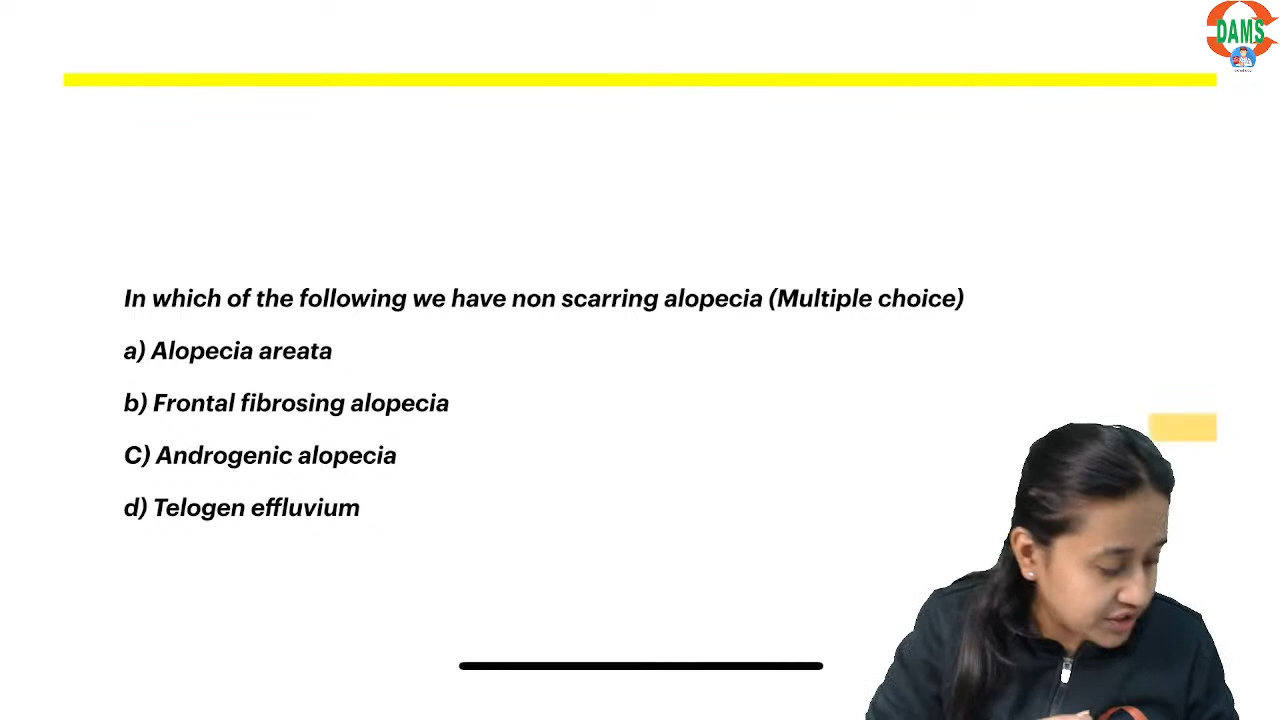 DAMS
In which of the following we have non scarring alopecia (Multiple choice)
a) Alopecia areata
b) Frontal fibrosing alopecia
C) Androgenic alopecia
d) Telogen effluvium